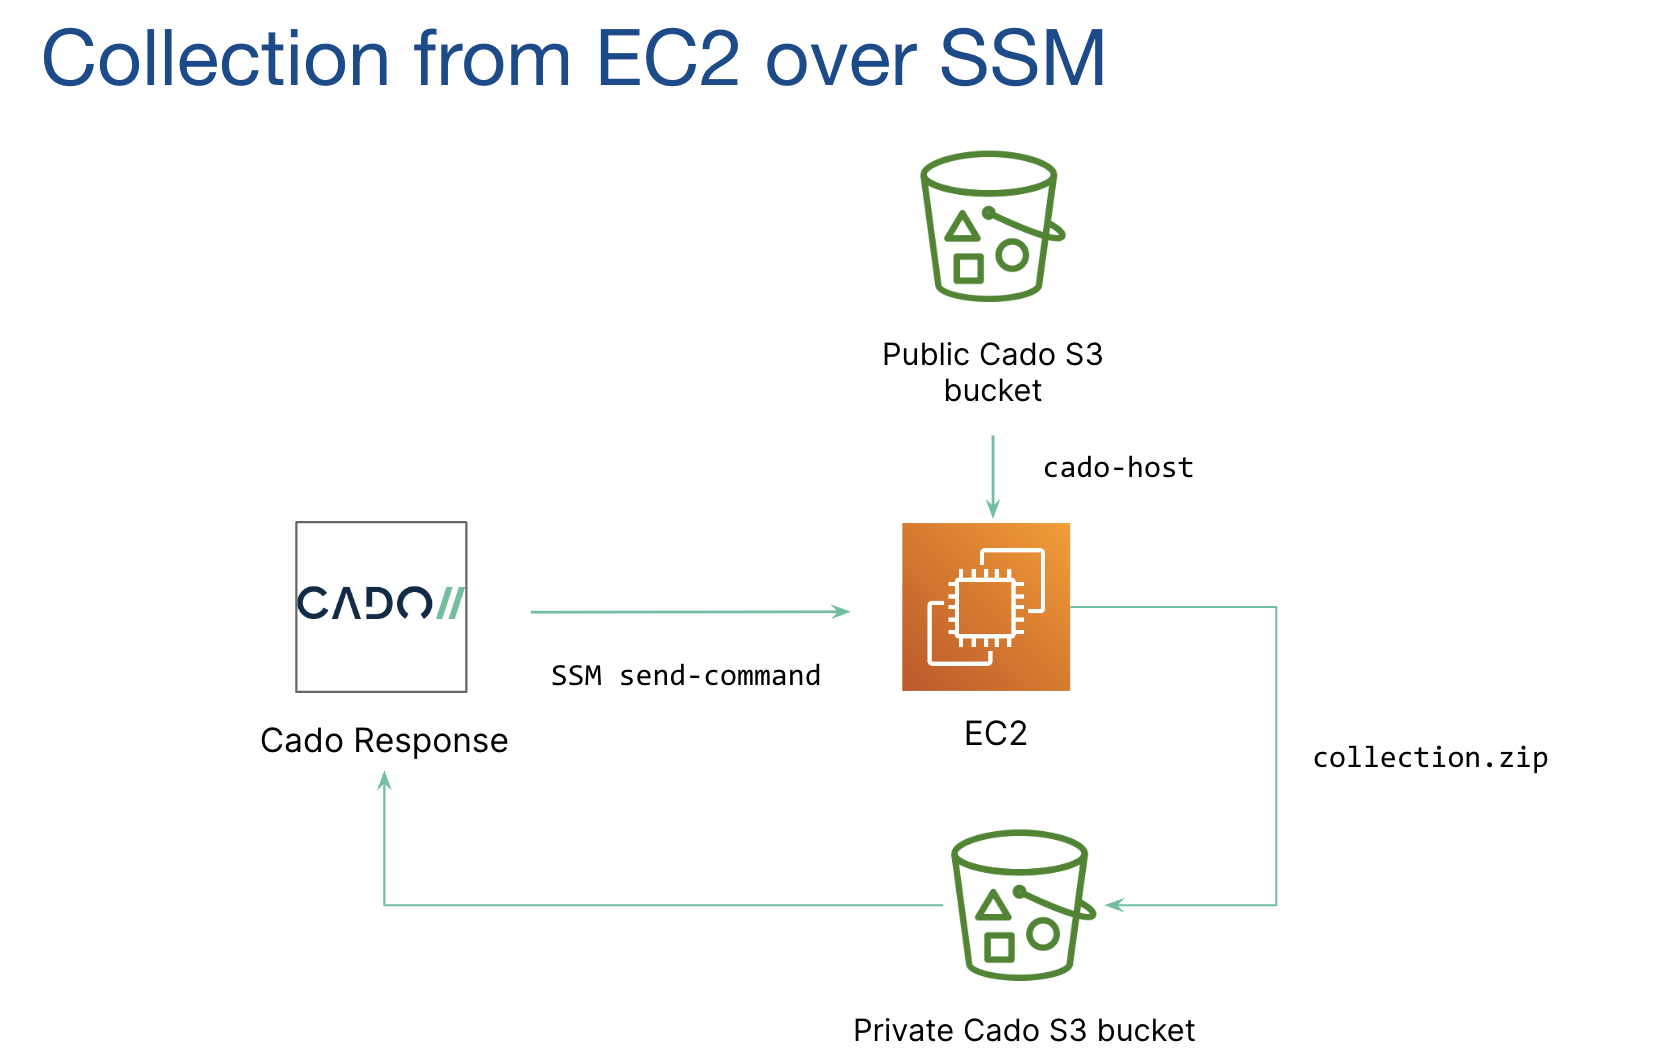 Collection from EC2 over SSM
Public Cado S3
bucket
cado-host
CADO//
SSM send-command
Cado Response
EC2
collection.zip
Private Cado S3 bucket